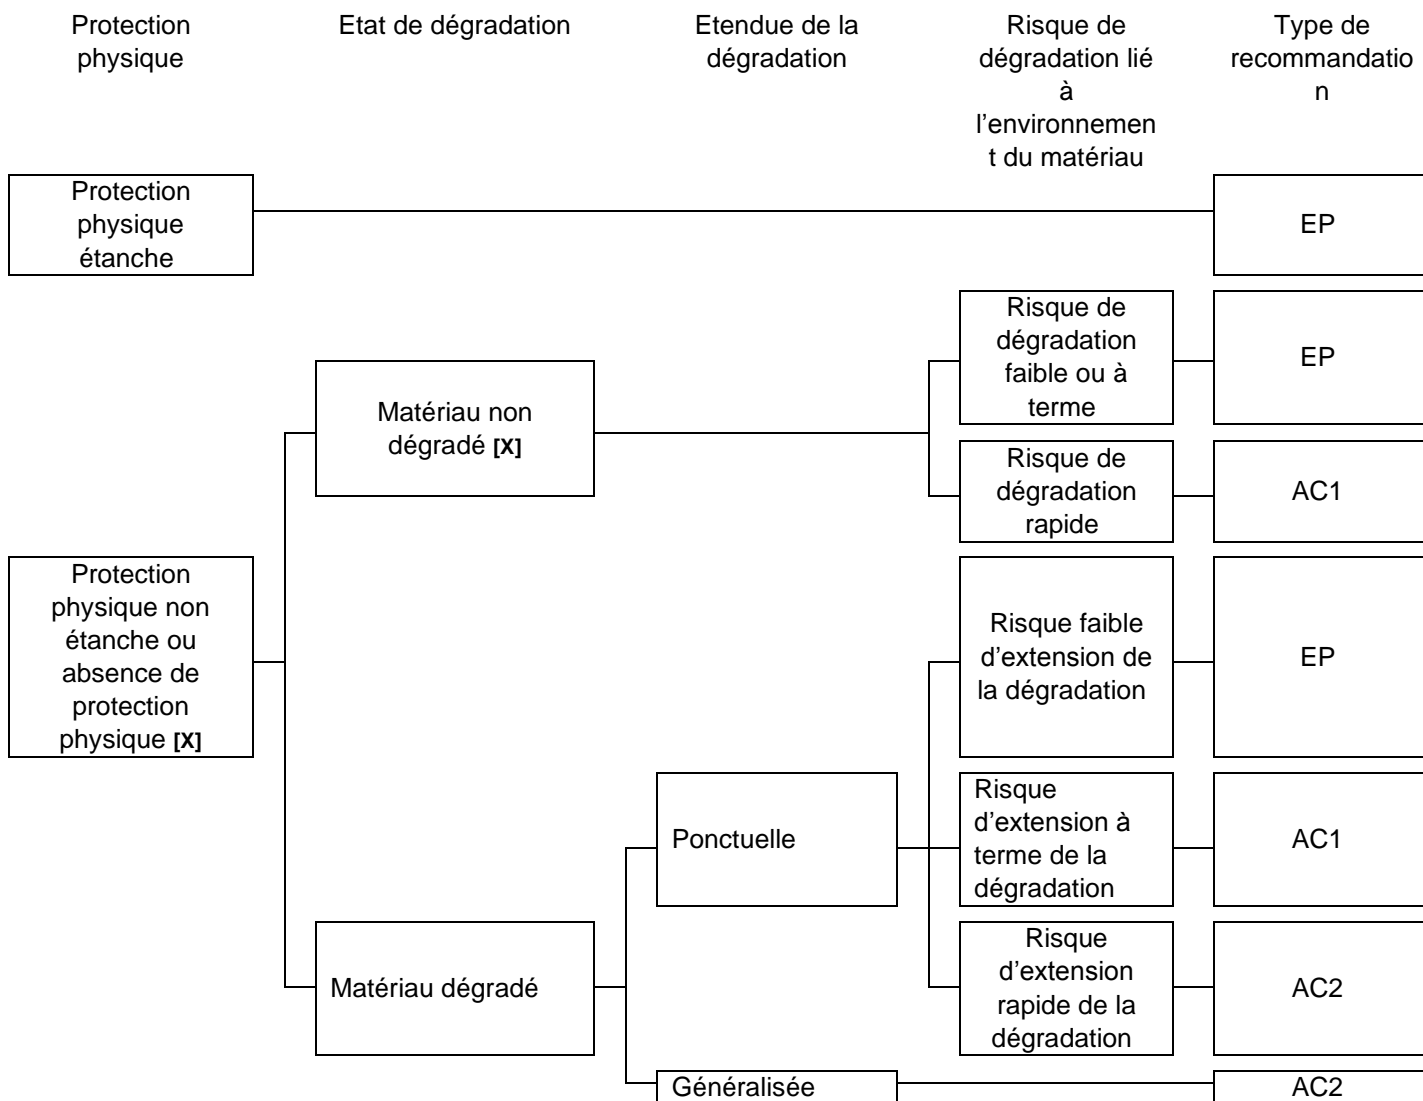 Protection
physique
Etat de dégradation
Etendue de la
dégradation
Risque de
dégradation lié
à
l'environnemen
t du matériau
Type de
recommandatio
n
Protection
physique
étanche
EP
Risque de
dégradation
faible ou à
terme
EP
Matériau non
dégradé [X]
Risque de
dégradation
rapide
AC1
Protection
physique non
étanche ou
absence de
protection
physique [X]
Risque faible
d'extension de
la dégradation
EP
Ponctuelle
Risque
d'extension à
terme de la
dégradation
AC1
Matériau dégradé
Risque
d'extension
rapide de la
dégradation
AC2
Généralisée
AC2